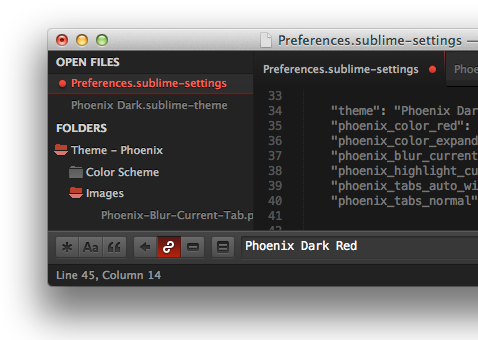 Preferences.sublime-settings —
OPEN FILES
Preferences.sublime-settings
Phoenix Dark.sublime-theme
FOLDERS
Theme – Phoenix
Color Scheme
Images
Phoenix-Blur-Current-Tab.p
Preferences.sublime-settings
Phoe
33
34 "theme": "Phoenix Dar
35 "phoenix_color_red":
36 "phoenix_color_expand
37 "phoenix_blur_current
38 "phoenix_highlight_cu
39 "phoenix_tabs_auto_wi
40 "phoenix_tabs_normal"
41
42
* Aa “
Phoenix Dark Red
Line 45, Column 14